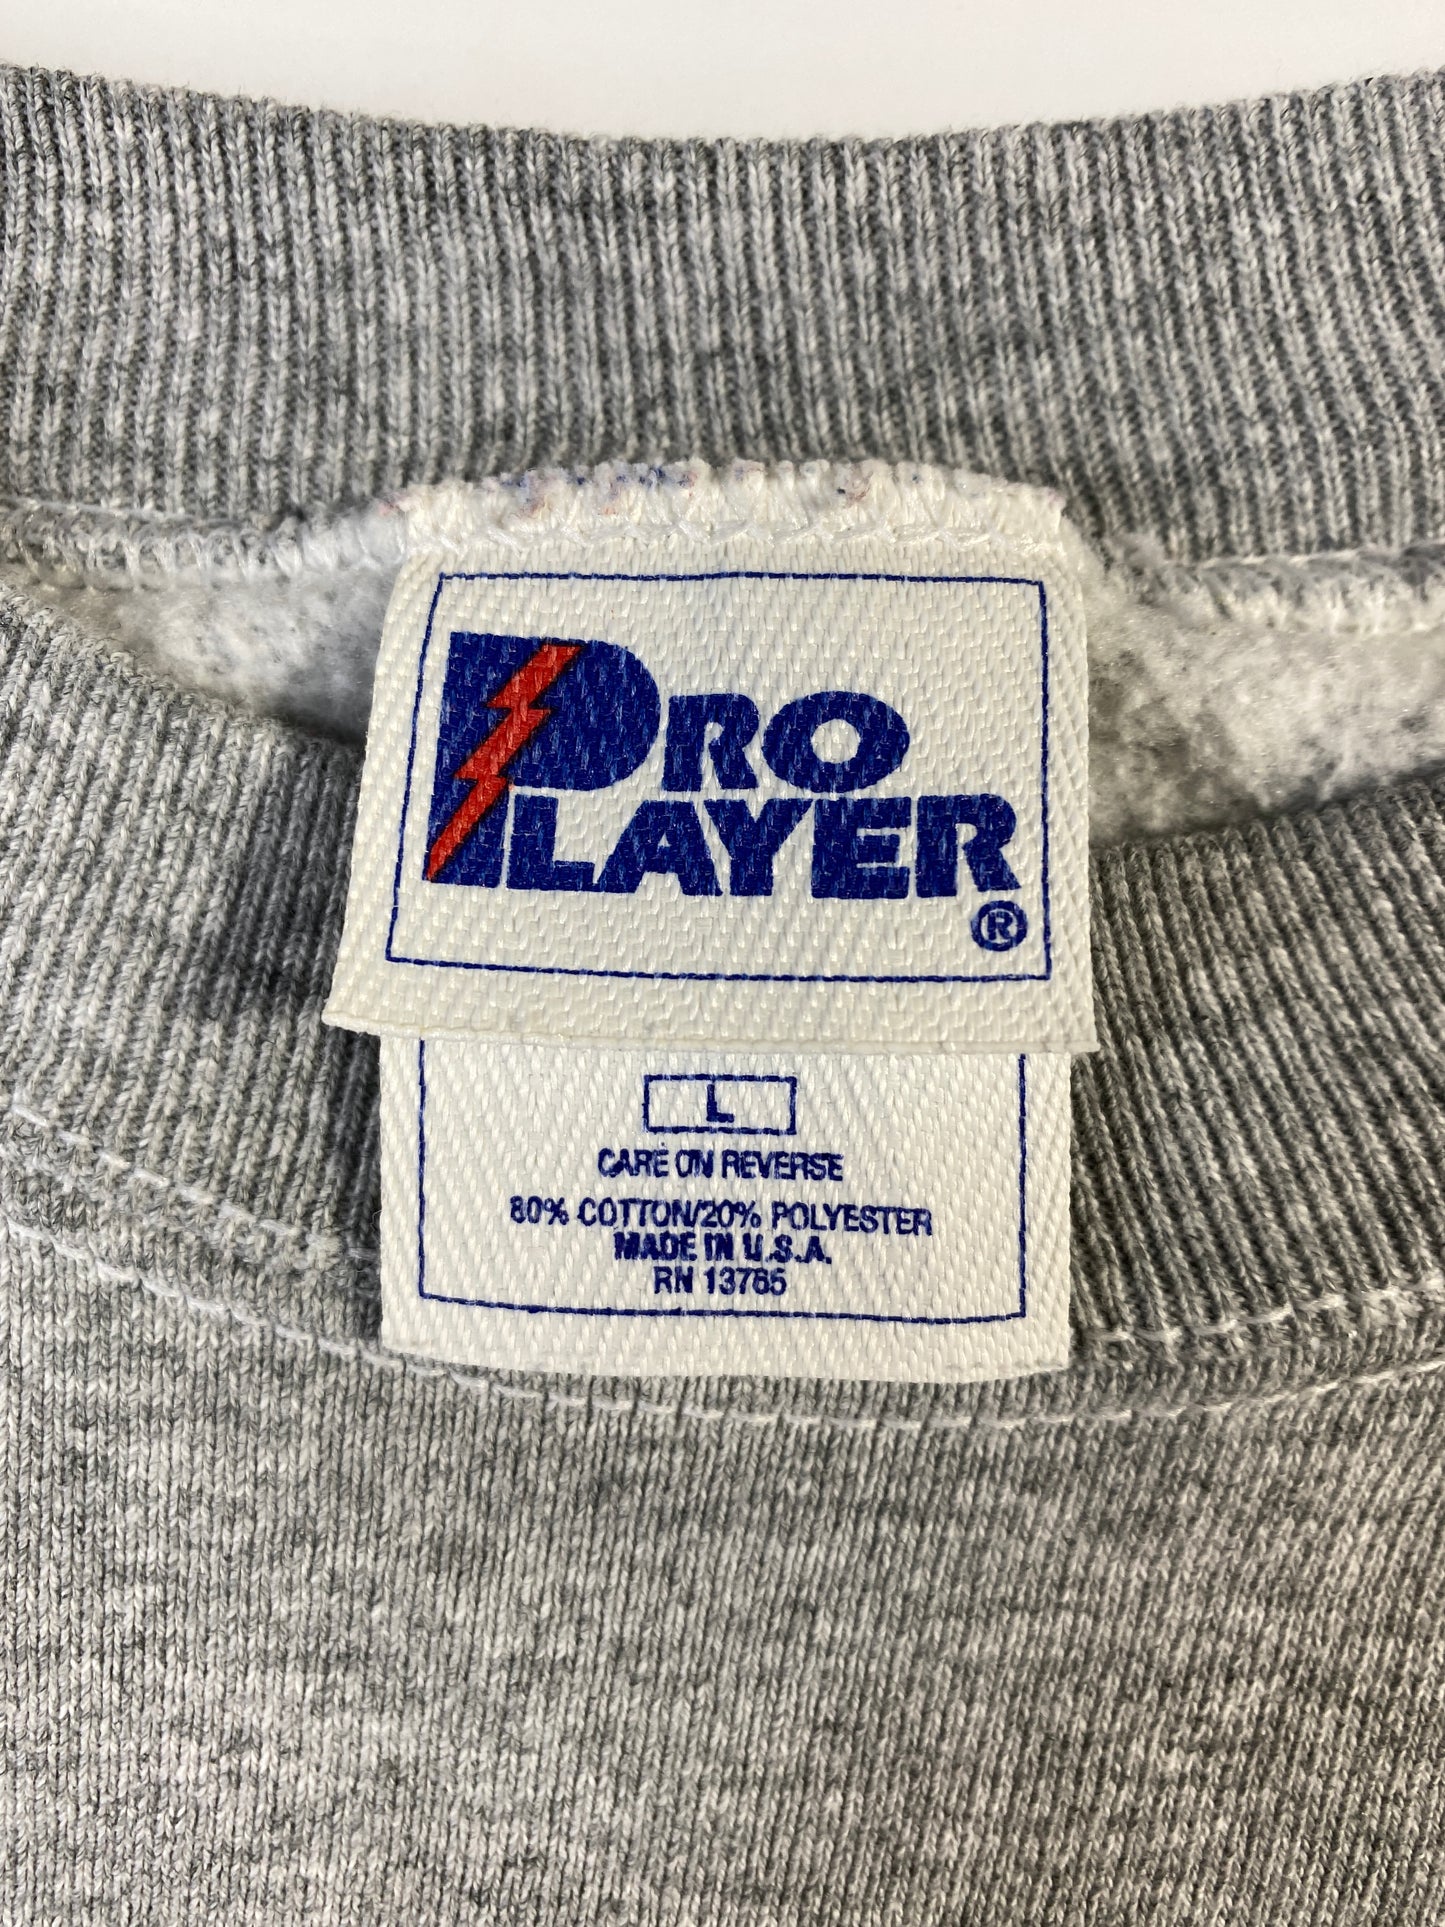 PRO
PLAYER
®
L
CARE ON REVERSE
80% COTTON/20% POLYESTER
MADE IN U.S.A.
RN 13765